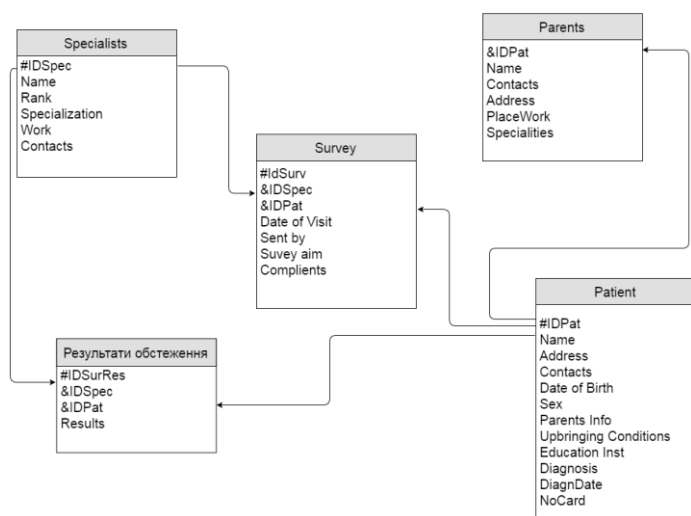 Specialists
#IDSpec
Name
Rank
Specialization
Work
Contacts
Parents
&IDPat
Name
Contacts
Address
PlaceWork
Specialities
Survey
#IdSurv
&IDSpec
&IDPat
Date of Visit
Sent by
Suvey aim
Complients
Patient
#IDPat
Name
Address
Contacts
Date of Birth
Sex
Parents Info
Upbringing Conditions
Education Inst
Diagnosis
DiagnDate
NoCard
Результати обстеження
#IDSurRes
&IDSpec
&IDPat
Results